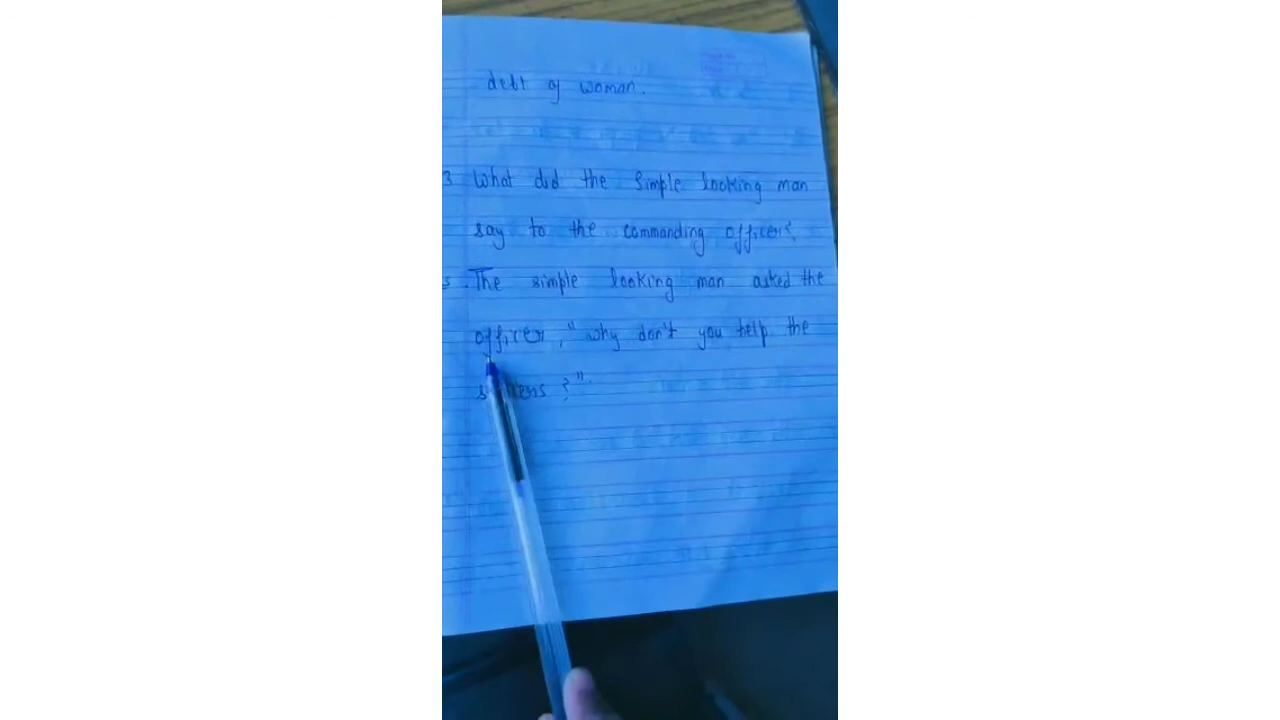 debt of woman.
3 What did the Simple looking man
say to the commanding officer?
s. The simple looking man asked the
officer, "why don't you help the
?".